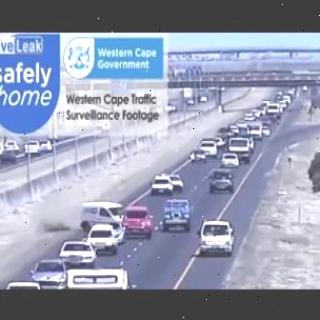 veLeak
safely
home
Western Cape
Government
Western Cape Traffic
Surveillance Footage